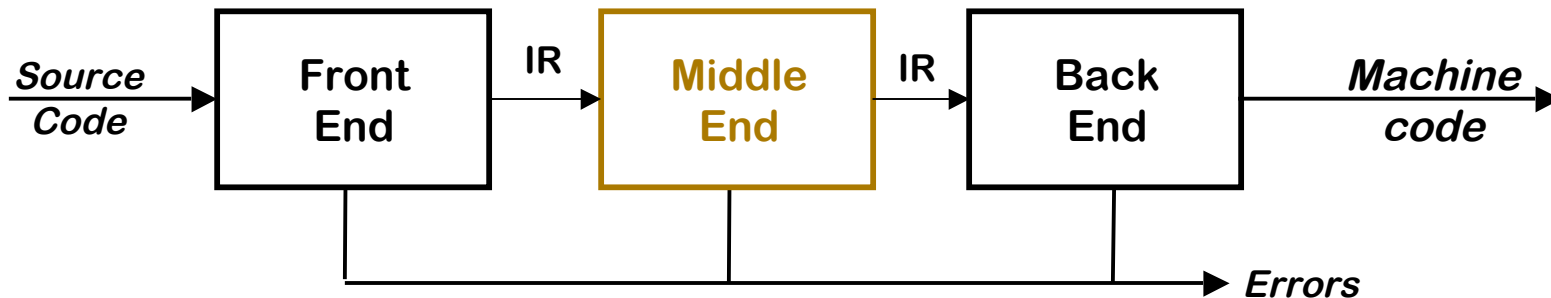 Source
Code
Front
End
IR
Middle
End
IR
Back
End
Machine
code
Errors